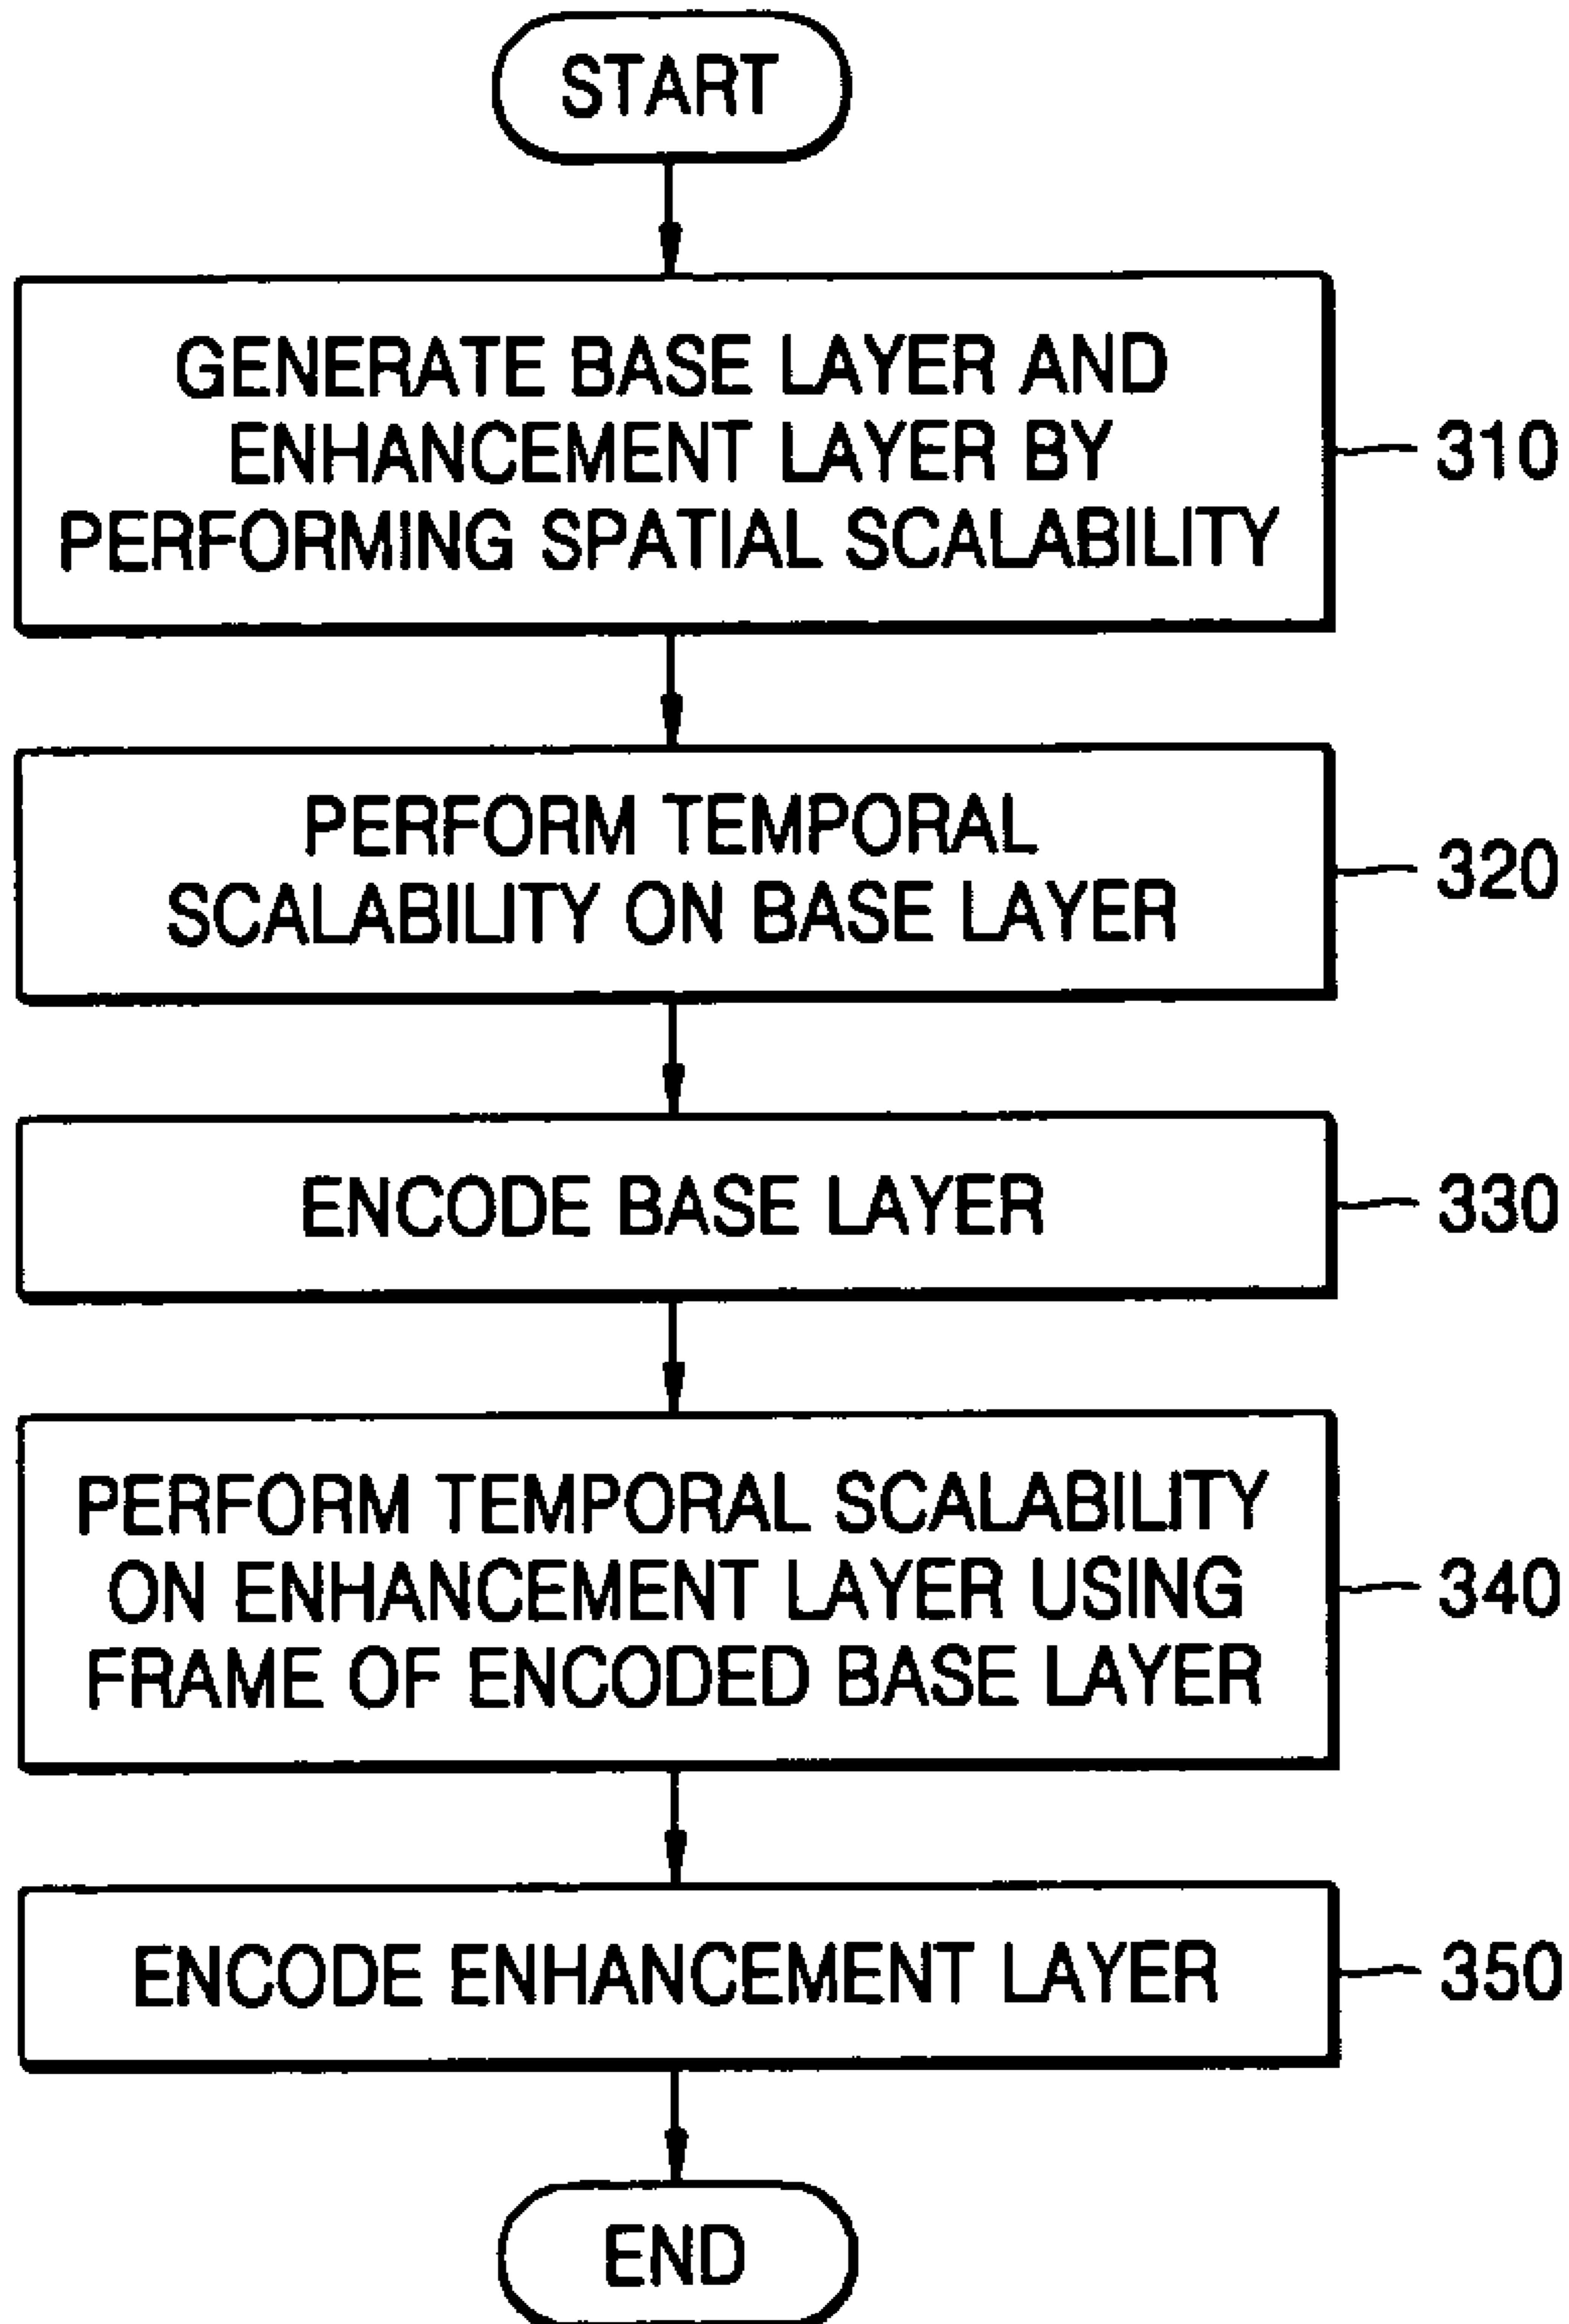 START
GENERATE BASE LAYER AND
ENHANCEMENT LAYER BY
PERFORMING SPATIAL SCALABILITY
310
PERFORM TEMPORAL
SCALABILITY ON BASE LAYER
320
ENCODE BASE LAYER
330
PERFORM TEMPORAL SCALABILITY
ON ENHANCEMENT LAYER USING
FRAME OF ENCODED BASE LAYER
340
ENCODE ENHANCEMENT LAYER
350
END